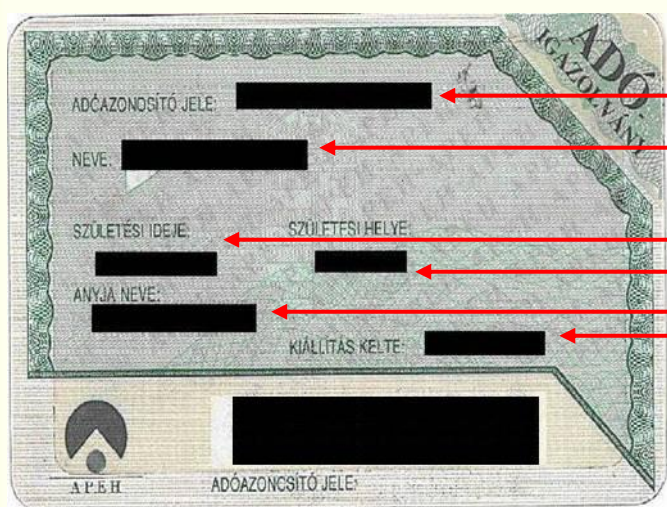 ADÓ-
IGAZOLVÁNY
ADÓAZONOSÍTÓ JELE:
NEVE:
SZÜLETÉSI IDEJE: SZÜLETÉSI HELYE:
ANYJA NEVE:
KIÁLLÍTÁS KELTE:
APEH ADÓAZONOSÍTÓ JELE: